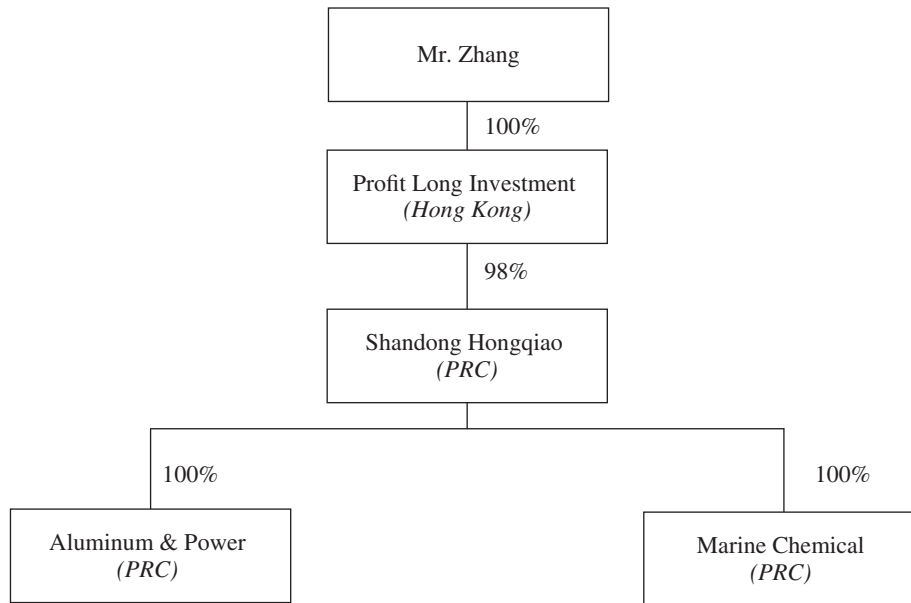 Mr. Zhang
100%
Profit Long Investment
(Hong Kong)
98%
Shandong Hongqiao
(PRC)
100%
100%
Aluminum & Power
(PRC)
Marine Chemical
(PRC)